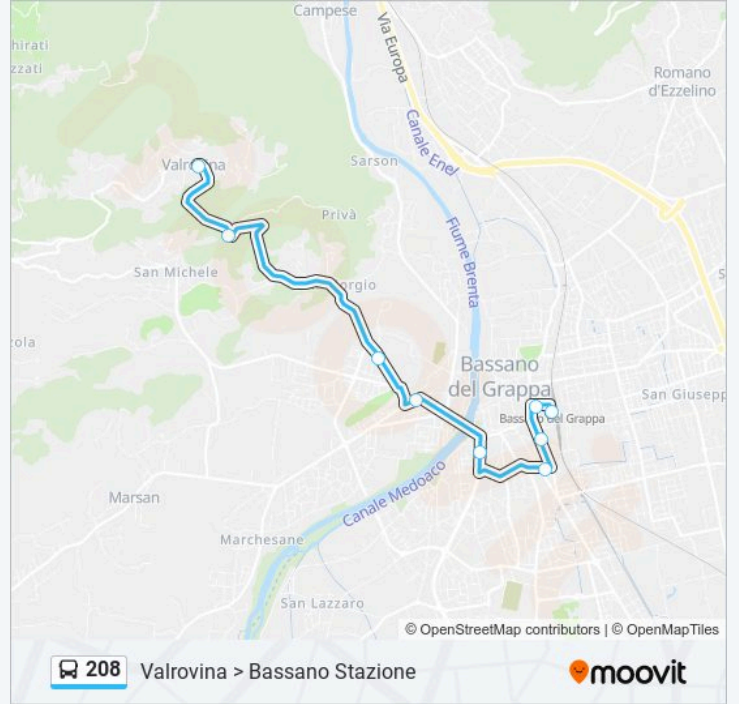 Campese
Via Europa
chirati
zzati
Romano
d'Ezzelino
Canale Enel
Sarson
Valrovina
Privà
Fiume Brenta
San Michele
orgio
zola
Bassano
del Grappa
San Giusepp
Bassano del Grappa
Canale Medoaco
Marsan
Marchesane
San Lazzaro
© OpenStreetMap contributors | © OpenMapTiles
208
Valrovina > Bassano Stazione
moovit